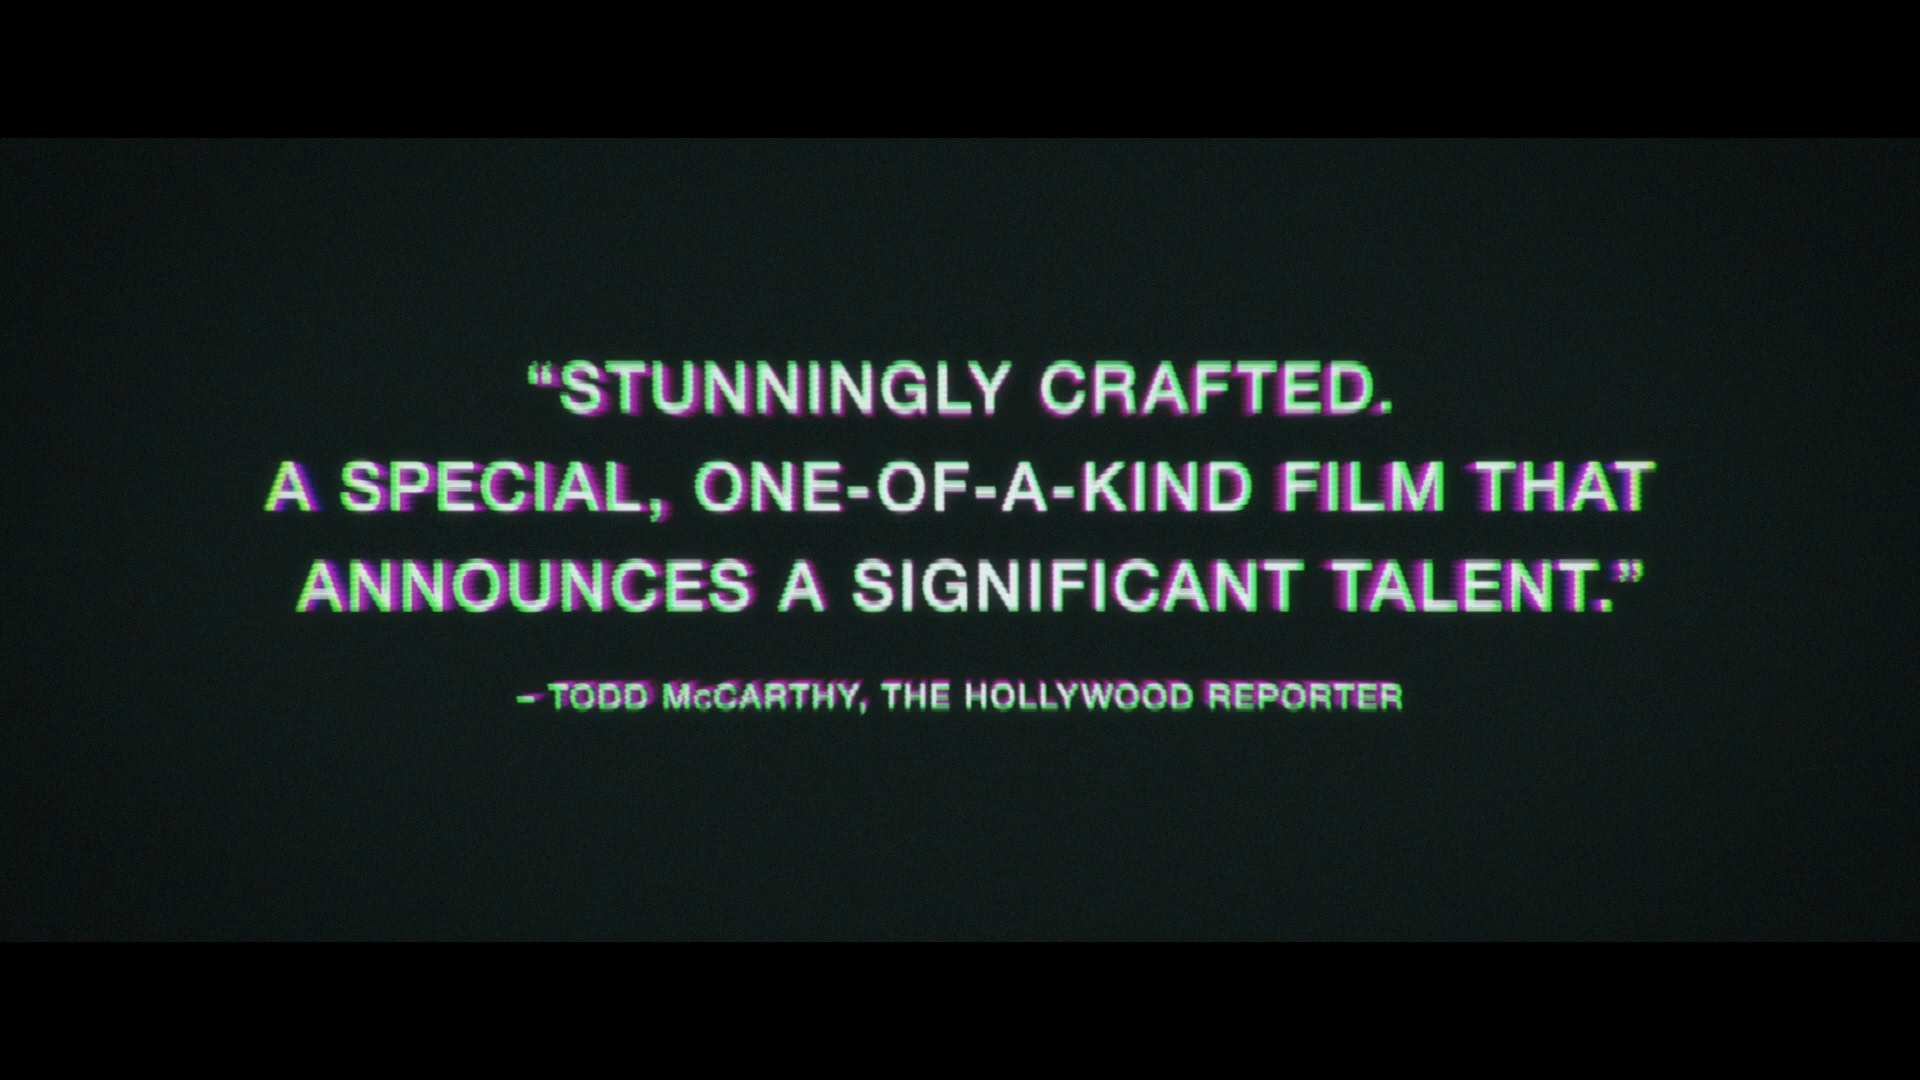 “STUNNINGLY CRAFTED.
A SPECIAL, ONE-OF-A-KIND FILM THAT
ANNOUNCES A SIGNIFICANT TALENT.”
– TODD McCARTHY, THE HOLLYWOOD REPORTER